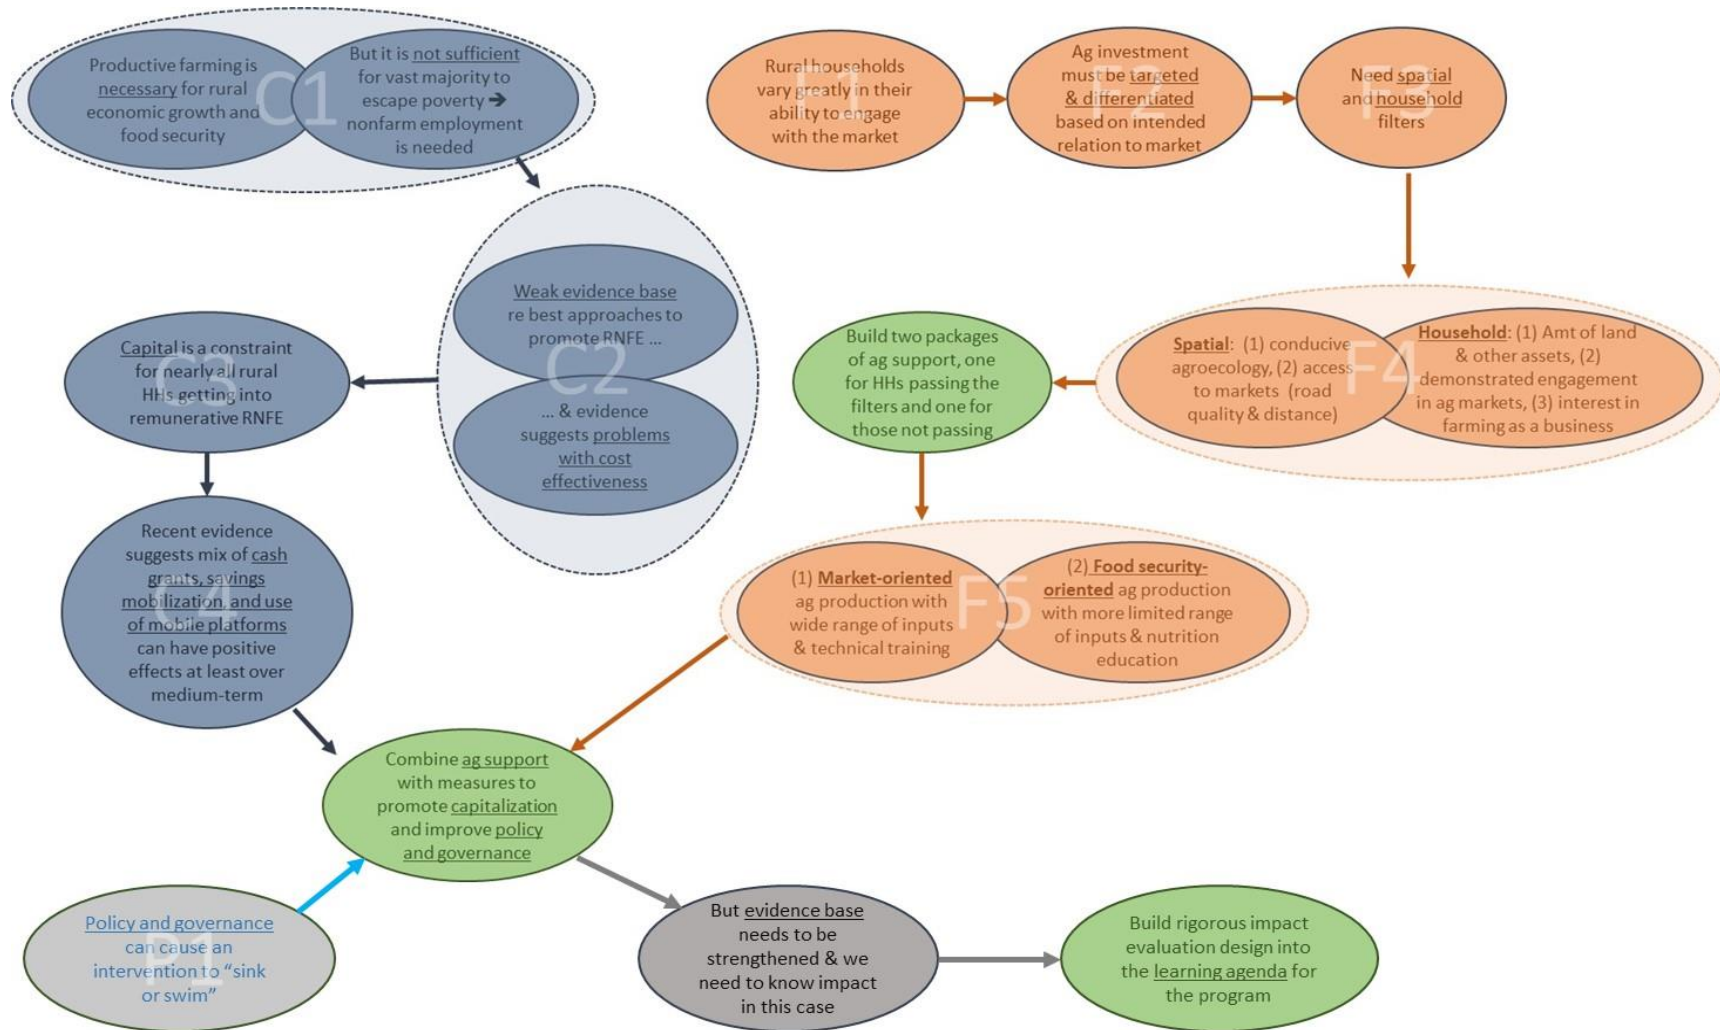 Productive farming is
necessary for rural
economic growth and
food security
C1
But it is not sufficient
for vast majority to
escape poverty ➔
nonfarm employment
is needed
Rural households
vary greatly in their
ability to engage
with the market
F1
Ag investment
must be targeted
& differentiated
based on intended
relation to market
F2
Need spatial
and household
filters
F3
Weak evidence base
re best approaches to
promote RNFE ...
C2
... & evidence
suggests problems
with cost
effectiveness
Capital is a constraint
for nearly all rural
HHs getting into
remunerative RNFE
C3
Build two packages
of ag support, one
for HHs passing the
filters and one for
those not passing
Spatial: (1) conducive
agroecology, (2) access
to markets (road
quality & distance)
F4
Household: (1) Amt of land
& other assets, (2)
demonstrated engagement
in ag markets, (3) interest in
farming as a business
Recent evidence
suggests mix of cash
grants, savings
mobilization, and use
of mobile platforms
can have positive
effects at least over
medium-term
C4
(1) Market-oriented
ag production with
wide range of inputs
& technical training
F5
(2) Food security-
oriented ag production
with more limited range
of inputs & nutrition
education
Combine ag support
with measures to
promote capitalization
and improve policy
and governance
Policy and governance
can cause an
intervention to “sink
or swim”
P1
But evidence base
needs to be
strengthened & we
need to know impact
in this case
Build rigorous impact
evaluation design into
the learning agenda for
the program